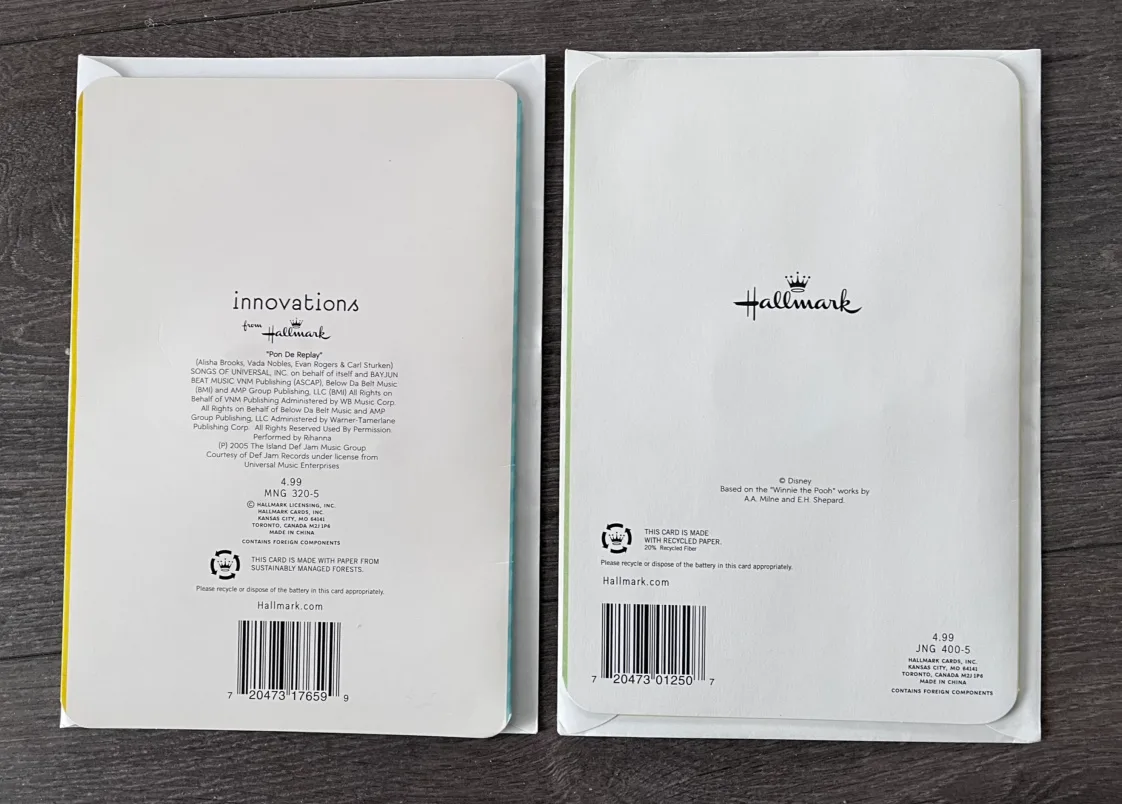 innovations
from Hallmark
"Pon De Replay"
(Alisha Brooks, Vada Nobles, Evan Rogers & Carl Sturken)
SONGS OF UNIVERSAL, INC. on behalf of itself and BAYJUN
BEAT MUSIC VNM Publishing (ASCAP), Below Da Belt Music
(BMI) and AMP Group Publishing, LLC (BMI) All Rights on
Behalf of VNM Publishing Administered by WB Music Corp.
All Rights on Behalf of Below Da Belt Music and AMP
Group Publishing, LLC Administered by Warner-Tamerlane
Publishing Corp. All Rights Reserved Used By Permission.
Performed by Rihanna
(P) 2005 The Island Def Jam Music Group
Courtesy of Def Jam Records under license from
Universal Music Enterprises
4.99
MNG 320-5
© HALLMARK LICENSING, INC.
HALLMARK CARDS, INC.
KANSAS CITY, MO 64141
TORONTO, CANADA M2J 1P6
MADE IN CHINA
CONTAINS FOREIGN COMPONENTS
THIS CARD IS MADE WITH PAPER FROM
SUSTAINABLY MANAGED FORESTS.
Please recycle or dispose of the battery in this card appropriately.
Hallmark.com
7 20473 17659 9
Hallmark
© Disney
Based on the "Winnie the Pooh" works by
A.A. Milne and E.H. Shepard.
THIS CARD IS MADE
WITH RECYCLED PAPER.
20% Recycled Fiber
Please recycle or dispose of the battery in this card appropriately.
Hallmark.com
7 20473 01250 7
4.99
JNG 400-5
HALLMARK CARDS, INC.
KANSAS CITY, MO 64141
TORONTO, CANADA M2J 1P6
MADE IN CHINA
CONTAINS FOREIGN COMPONENTS